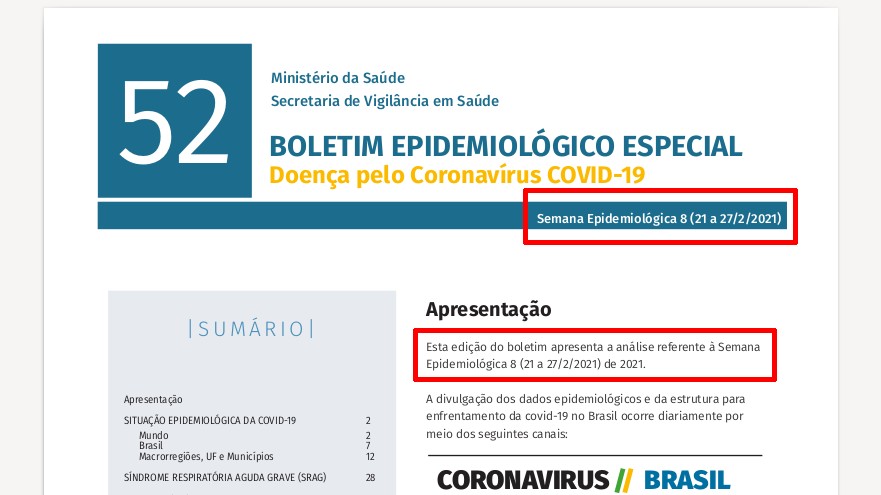 52
Ministério da Saúde
Secretaria de Vigilância em Saúde
BOLETIM EPIDEMIOLÓGICO ESPECIAL
Doença pelo Coronavírus COVID-19
Semana Epidemiológica 8 (21 a 27/2/2021)
|SUMÁRIO|
Apresentação
SITUAÇÃO EPIDEMIOLÓGICA DA COVID-19 2
Mundo 2
Brasil 7
Macrorregiões, UF e Municípios 12
SÍNDROME RESPIRATÓRIA AGUDA GRAVE (SRAG) 28
Apresentação
Esta edição do boletim apresenta a análise referente à Semana
Epidemiológica 8 (21 a 27/2/2021) de 2021.
A divulgação dos dados epidemiológicos e da estrutura para
enfrentamento da covid-19 no Brasil ocorre diariamente por
meio dos seguintes canais:
CORONAVIRUS // BRASIL